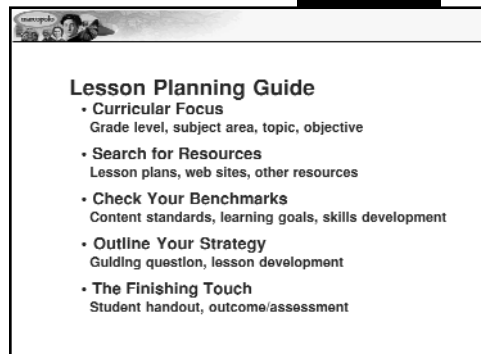 marcopolo
Lesson Planning Guide
• Curricular Focus
Grade level, subject area, topic, objective
• Search for Resources
Lesson plans, web sites, other resources
• Check Your Benchmarks
Content standards, learning goals, skills development
• Outline Your Strategy
Guiding question, lesson development
• The Finishing Touch
Student handout, outcome/assessment